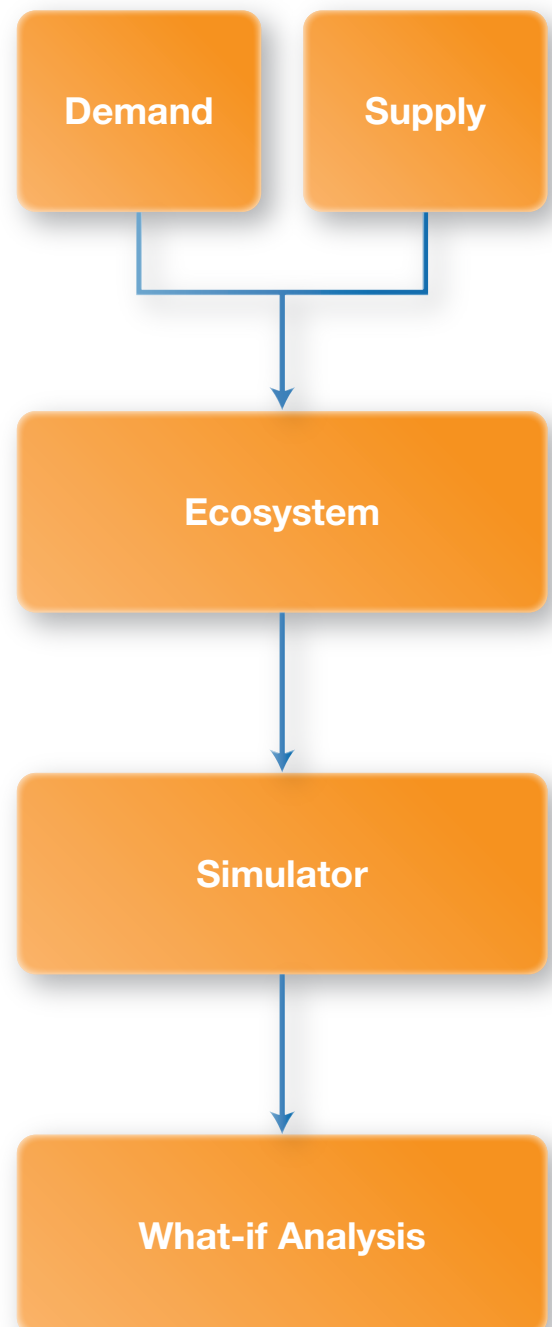 Demand
Supply
Ecosystem
Simulator
What-if Analysis